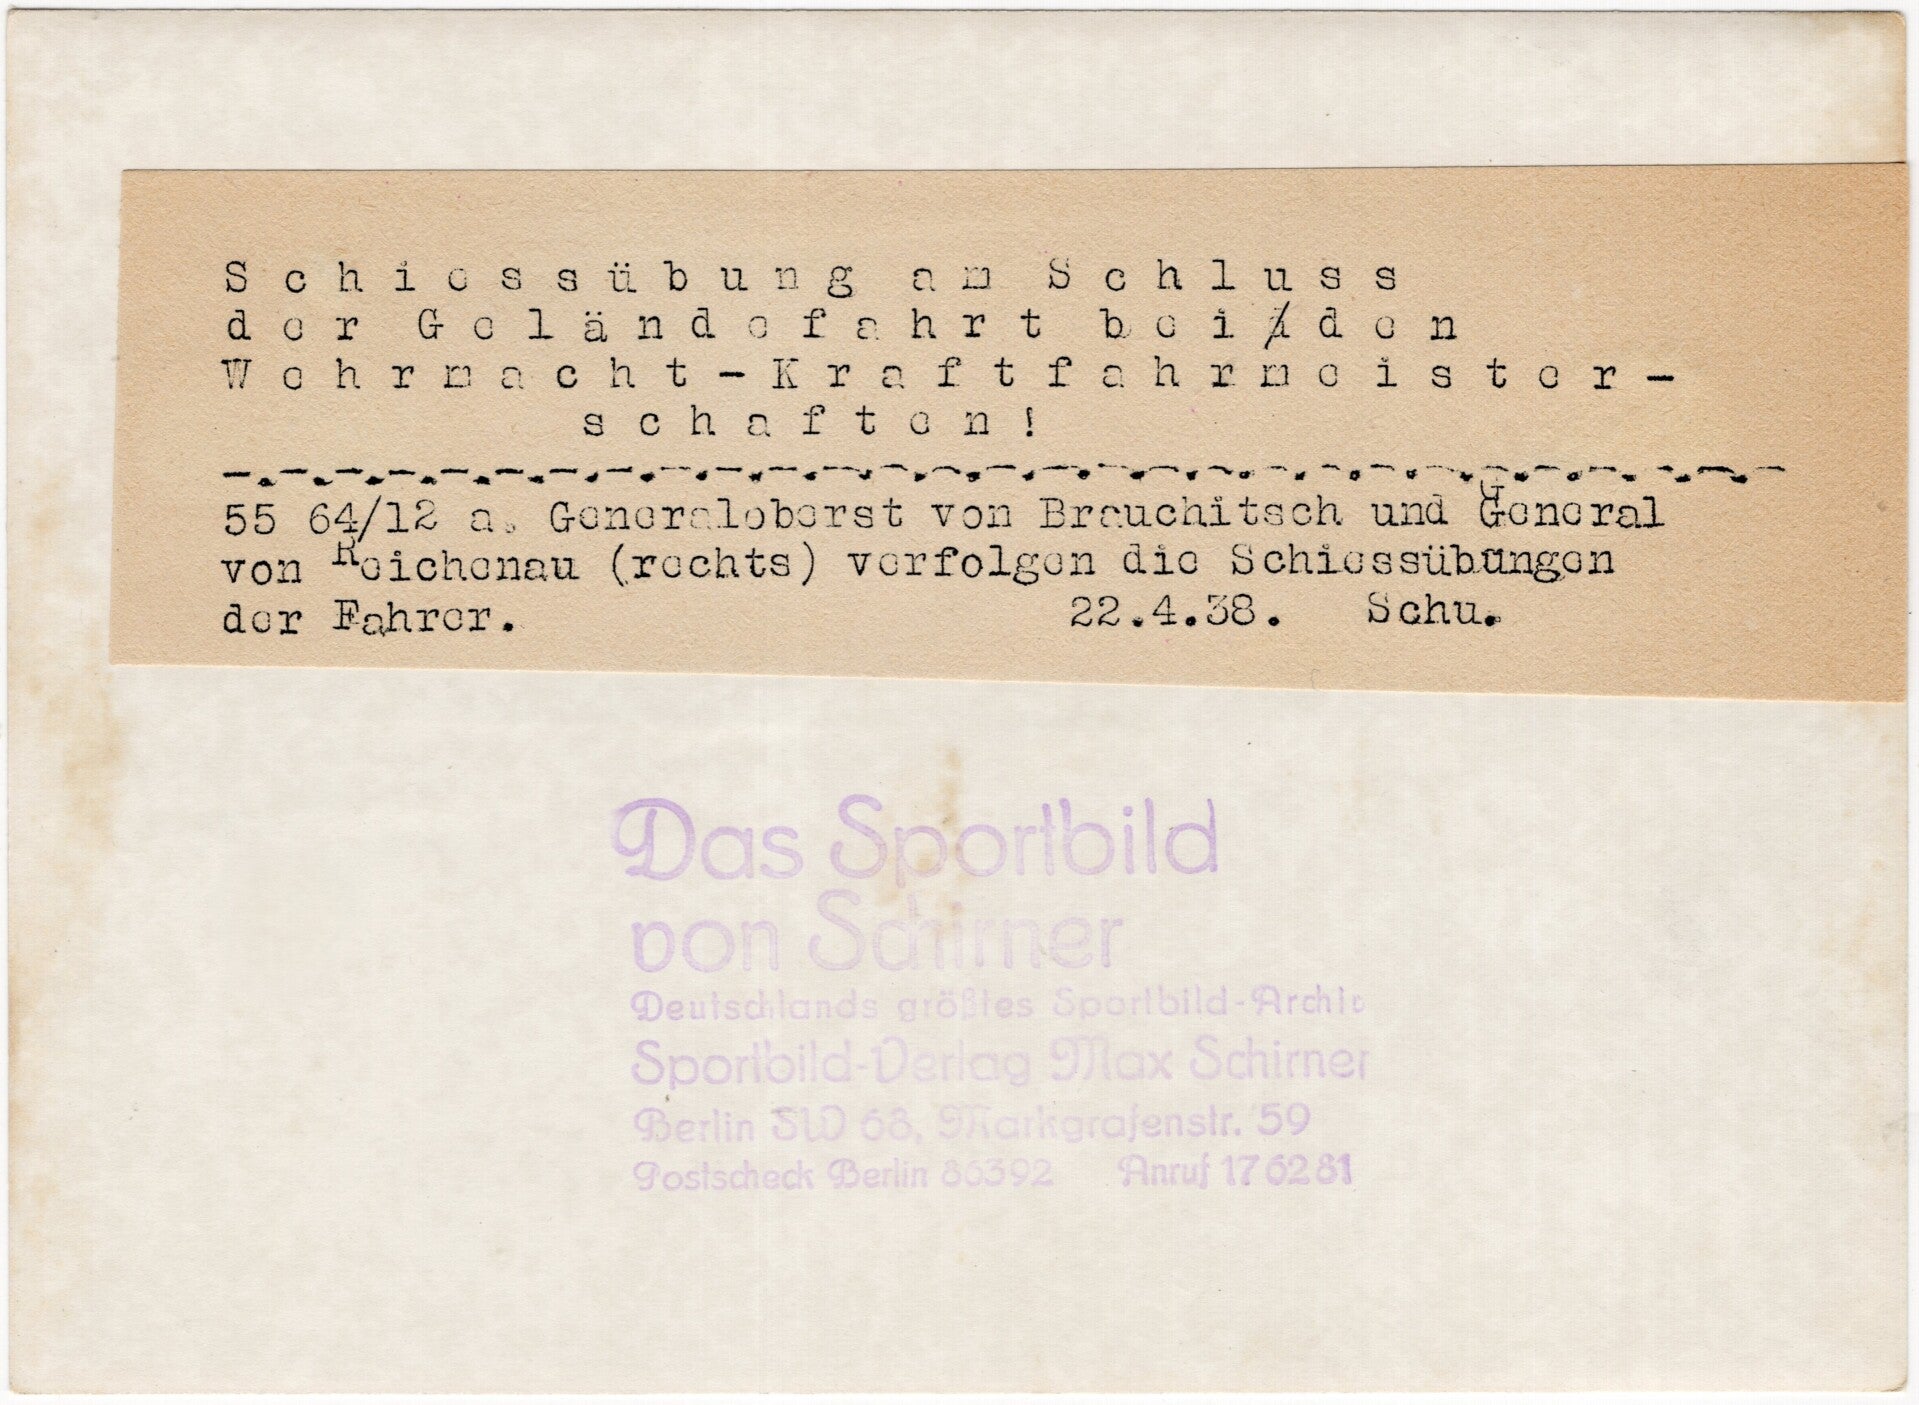 Schiessübung am Schluss
der Geländefahrt bei den
Wehrmacht-Kraftfahrmeister-
schaften!
-.-.-.-.-.-.-.-.-.-.-.-.-.-.-.-.-.-.-.-.-.-.-.-.-.-.-.-.-
55 64/12 a. Generaloberst von Brauchitsch und General
von Reichenau (rechts) verfolgen die Schiessübungen
der Fahrer. 22.4.38. Schu.
Das Sportbild
von Schirner
Deutschlands größtes Sportbild-Archiv
Sportbild-Verlag Max Schirner
Berlin SW 68, Markgrafenstr. 59
Postscheck Berlin 86392 Anruf 17 62 81